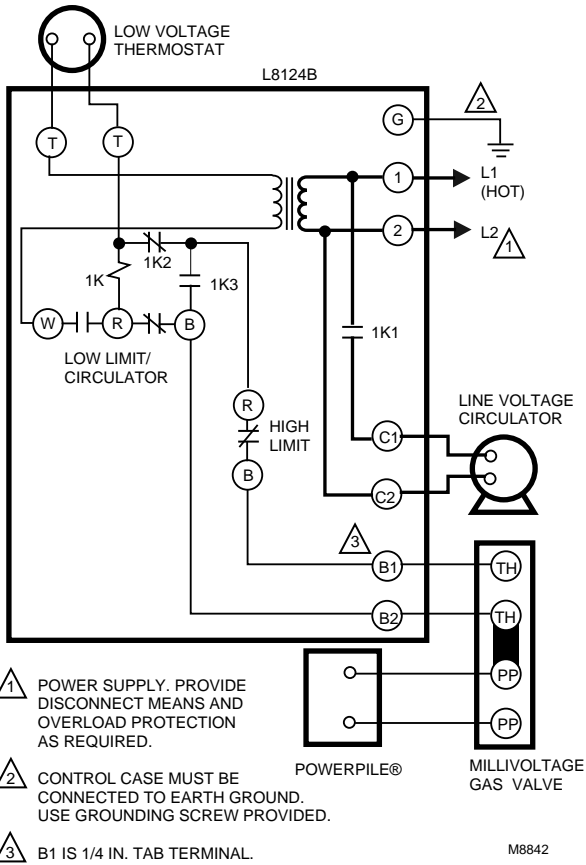 LOW VOLTAGE
THERMOSTAT
L8124B
2
G
T
T
1
L1
(HOT)
2
L2
1
1K2
1K
1K3
W
R
B
1K1
LOW LIMIT/
CIRCULATOR
LINE VOLTAGE
CIRCULATOR
R
HIGH
LIMIT
C1
B
C2
3
B1
TH
B2
TH
PP
PP
POWERPILE®
MILLIVOLTAGE
GAS VALVE
1 POWER SUPPLY. PROVIDE
DISCONNECT MEANS AND
OVERLOAD PROTECTION
AS REQUIRED.
2 CONTROL CASE MUST BE
CONNECTED TO EARTH GROUND.
USE GROUNDING SCREW PROVIDED.
3 B1 IS 1/4 IN. TAB TERMINAL.
M8842